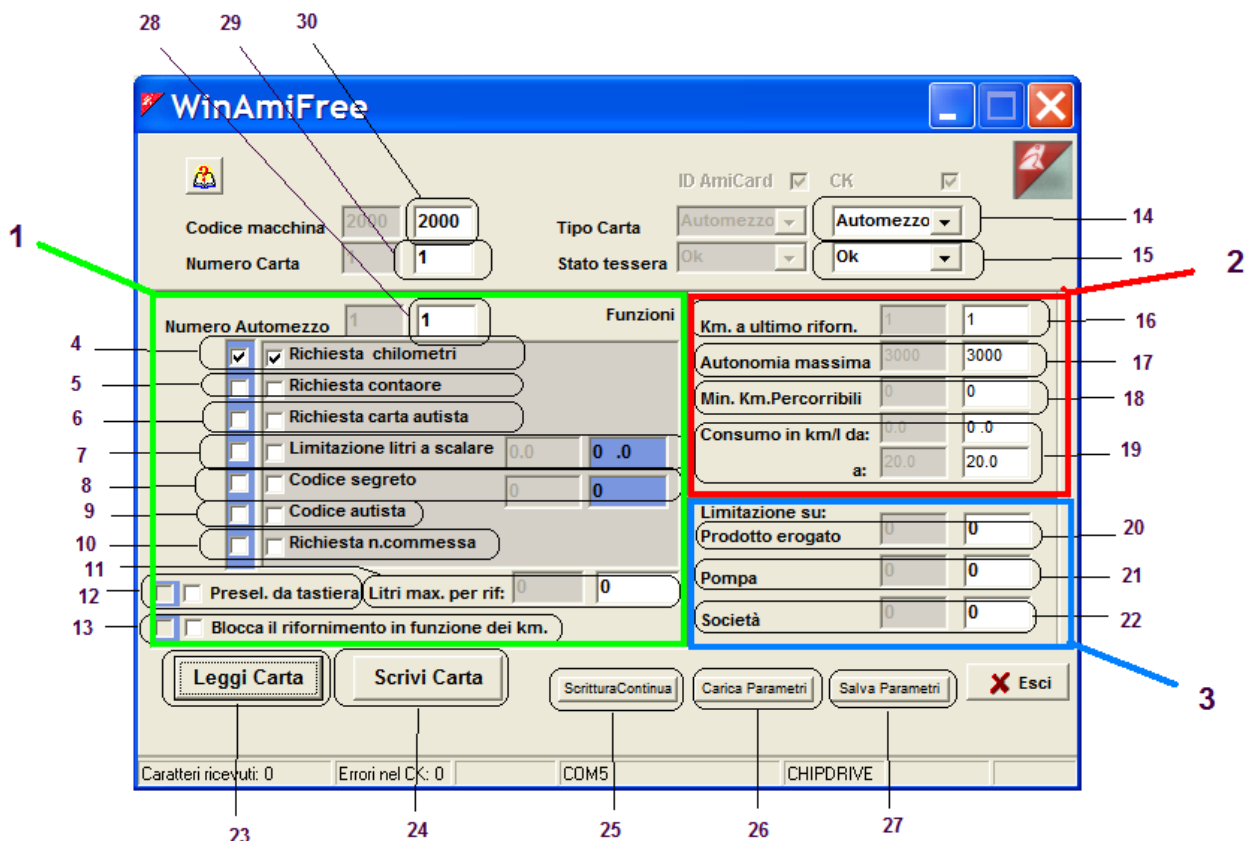 28 29 30
WinAmiFree
ID AmiCard CK
Codice macchina 2000 2000 Tipo Carta Automezzo Automezzo 14
1
Numero Carta 1 1 Stato tessera Ok Ok 15
2
Numero Automezzo 1 1 Funzioni Km. a ultimo riforn. 1 1 16
4 Richiesta chilometri Autonomia massima 3000 3000 17
5 Richiesta contaore Min. Km.Percorribili 0 0 18
6 Richiesta carta autista Consumo in km/l da: 0.0 0 .0
7 Limitazione litri a scalare 0.0 0 .0 a: 20.0 20.0 19
8 Codice segreto 0 0
9 Codice autista Limitazione su:
10 Richiesta n.commessa Prodotto erogato 0 0 20
11
12 Presel. da tastiera Litri max. per rif: 0 0 Pompa 0 0 21
13 Blocca il rifornimento in funzione dei km. Società 0 0 22
Leggi Carta Scrivi Carta ScritturaContinua Carica Parametri Salva Parametri Esci
3
Caratteri ricevuti: 0 Errori nel CK: 0 COM5 CHIPDRIVE
23 24 25 26 27